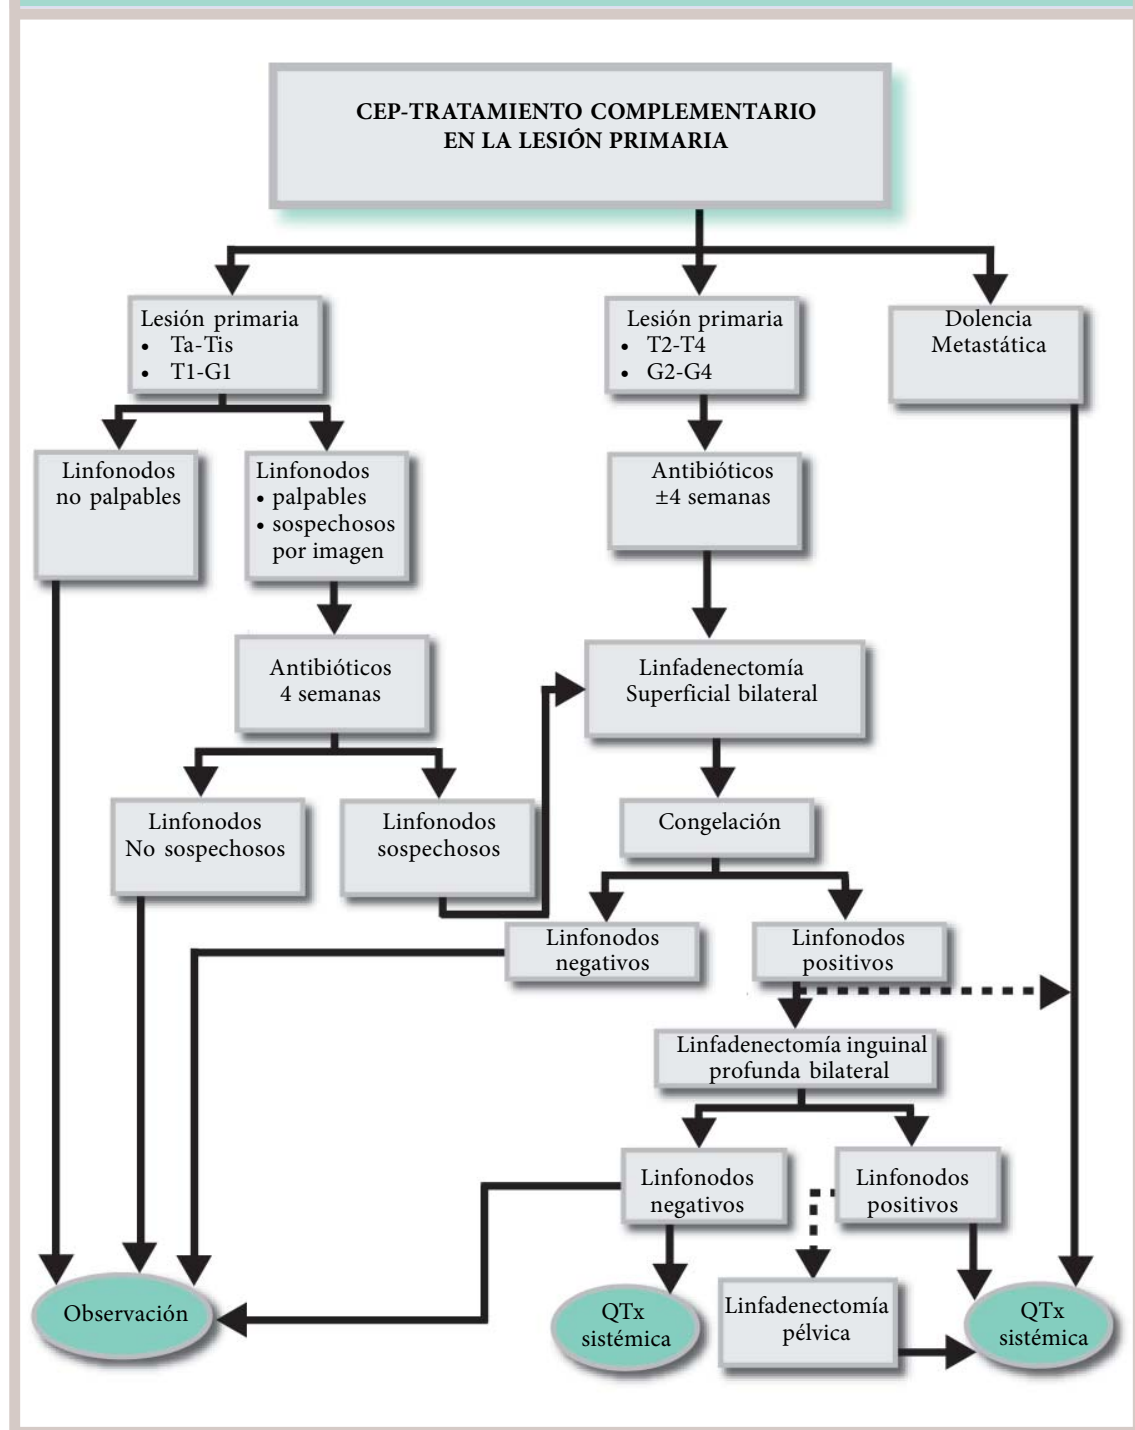 CEP-TRATAMIENTO COMPLEMENTARIO
EN LA LESIÓN PRIMARIA
Lesión primaria
• Ta-Tis
• T1-G1
Lesión primaria
• T2-T4
• G2-G4
Dolencia
Metastática
Linfonodos
no palpables
Linfonodos
• palpables
• sospechosos
por imagen
Antibióticos
±4 semanas
Antibióticos
4 semanas
Linfadenectomía
Superficial bilateral
Linfonodos
No sospechosos
Linfonodos
sospechosos
Congelación
Linfonodos
negativos
Linfonodos
positivos
Linfadenectomía inguinal
profunda bilateral
Linfonodos
negativos
Linfonodos
positivos
Observación
QTx
sistémica
Linfadenectomía
pélvica
QTx
sistémica